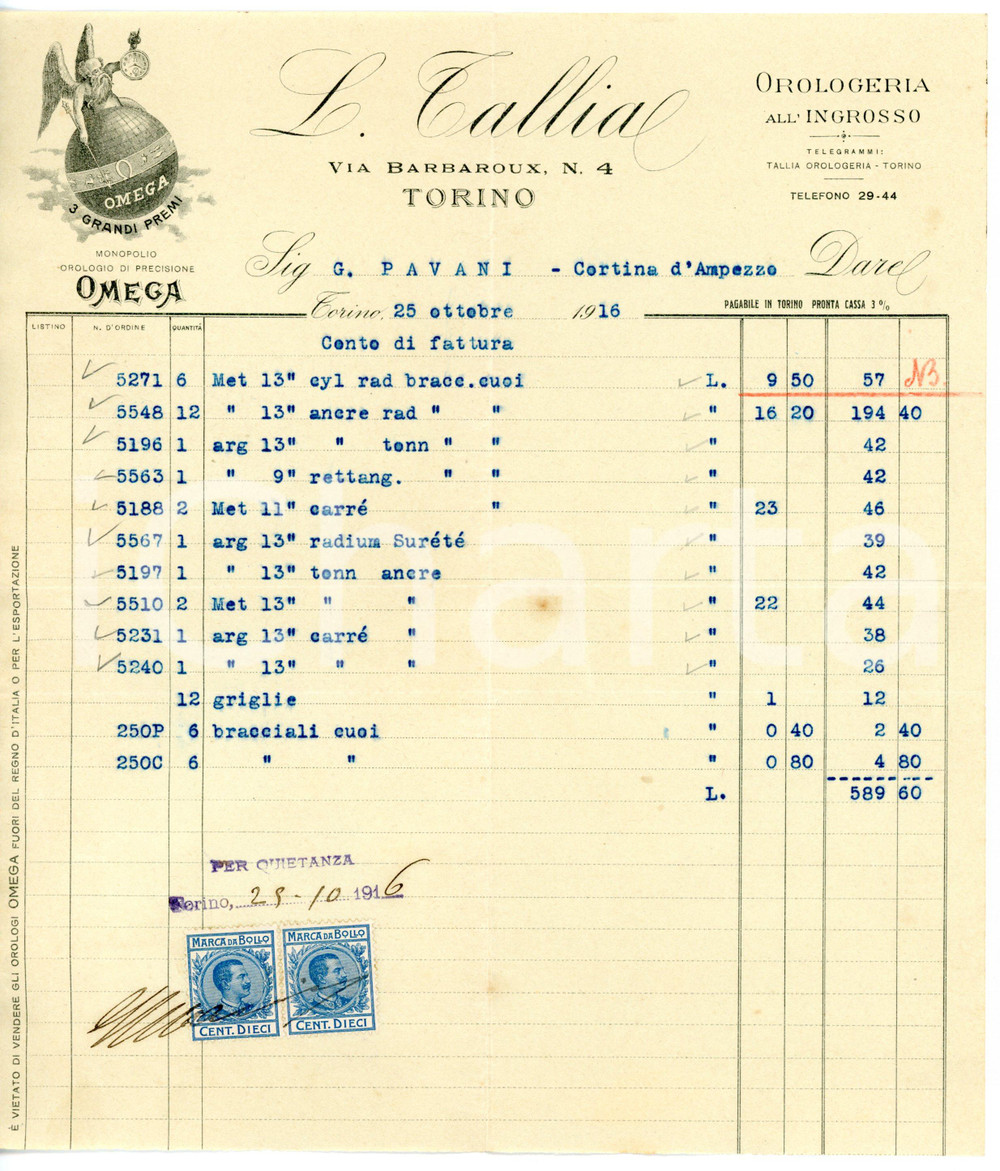 L. Tallia
VIA BARBAROUX, N. 4
TORINO
OROLOGERIA
ALL' INGROSSO
TELEGRAMMI:
TALLIA OROLOGERIA - TORINO
TELEFONO 29-44
OMEGA
3 GRANDI PREMI
MONOPOLIO
OROLOGIO DI PRECISIONE
OMEGA
Sig G. PAVANI - Cortina d'Ampezzo Dare
Torino, 25 ottobre 1916
PAGABILE IN TORINO PRONTA CASSA 3 %
LISTINO N. D'ORDINE QUANTITÀ
Conto di fattura
5271 6 Met 13" cyl rad bracc.cuoi L. 9 50 57 NB.
5548 12 " 13" ancre rad " " " 16 20 194 40
5196 1 arg 13" " tonn " " " 42
5563 1 " 9" rettang. " " " 42
5188 2 Met 11" carré " " 23 46
5567 1 arg 13" radium Surété " 39
5197 1 " 13" tonn ancre " 42
5510 2 Met 13" " " " 22 44
5231 1 arg 13" carré " " 38
5240 1 " 13" " " " 26
12 griglie " 1 12
250P 6 bracciali cuoi " 0 40 2 40
250C 6 " " " 0 80 4 80
L. 589 60
PER QUIETANZA
Torino, 25-10 1916
MARCA DA BOLLO MARCA DA BOLLO
CENT. DIECI CENT. DIECI
È VIETATO DI VENDERE GLI OROLOGI OMEGA FUORI DEL REGNO D'ITALIA O PER L'ESPORTAZIONE